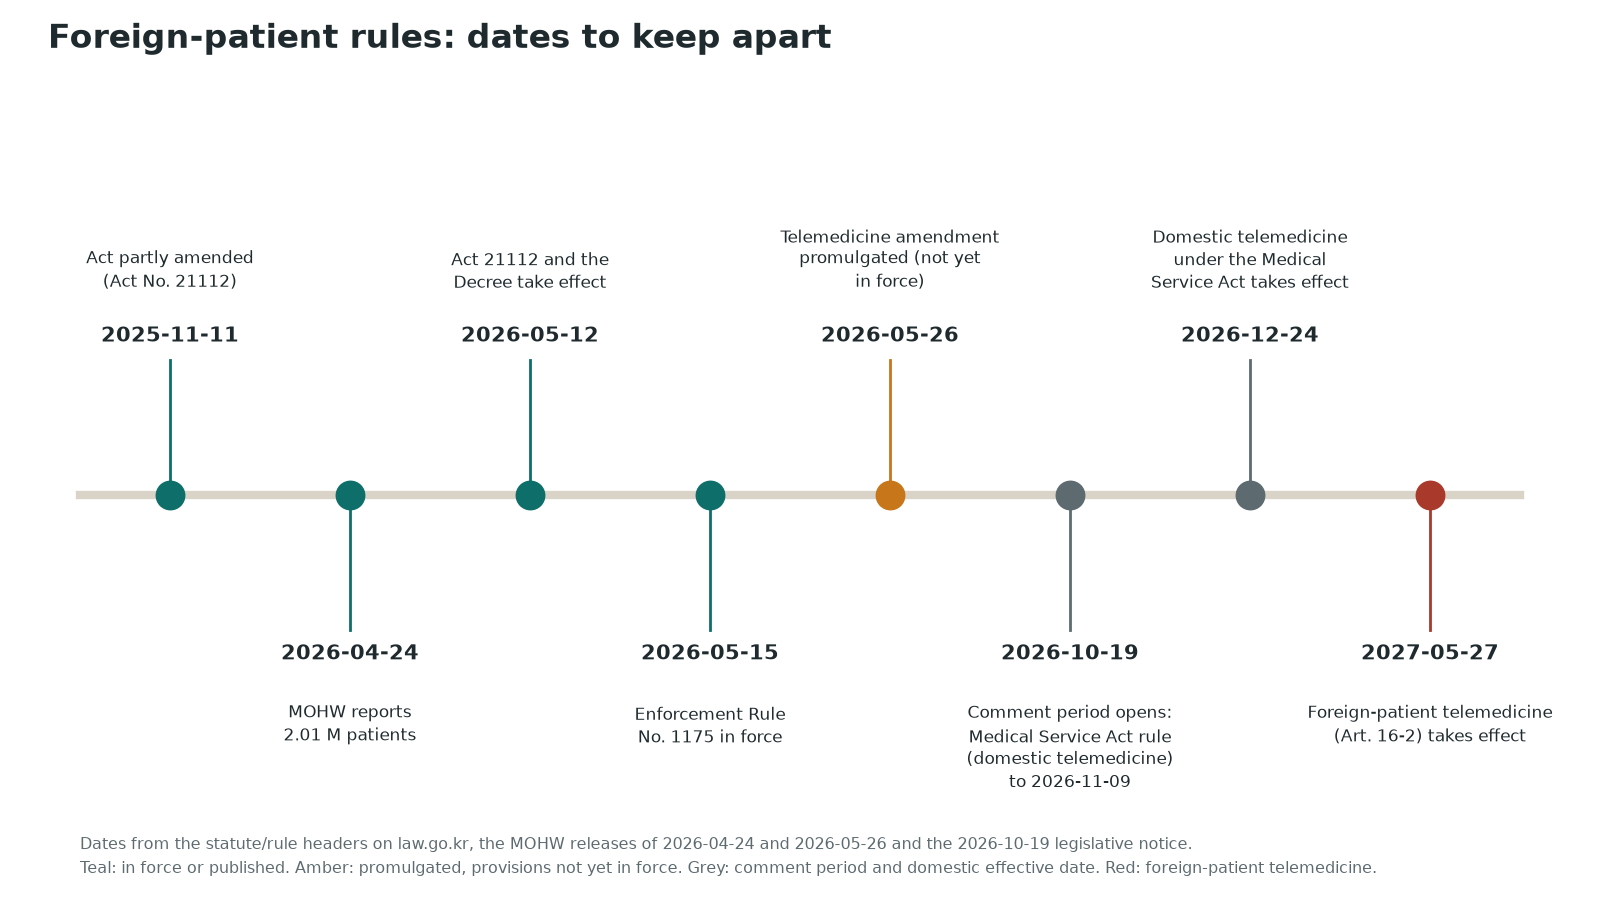 Foreign-patient rules: dates to keep apart
Act partly amended
(Act No. 21112)
2025-11-11
Act 21112 and the
Decree take effect
2026-05-12
Telemedicine amendment
promulgated (not yet
in force)
2026-05-26
Domestic telemedicine
under the Medical
Service Act takes effect
2026-12-24
2026-04-24
MOHW reports
2.01 M patients
2026-05-15
Enforcement Rule
No. 1175 in force
2026-10-19
Comment period opens:
Medical Service Act rule
(domestic telemedicine)
to 2026-11-09
2027-05-27
Foreign-patient telemedicine
(Art. 16-2) takes effect
Dates from the statute/rule headers on law.go.kr, the MOHW releases of 2026-04-24 and 2026-05-26 and the 2026-10-19 legislative notice.
Teal: in force or published. Amber: promulgated, provisions not yet in force. Grey: comment period and domestic effective date. Red: foreign-patient telemedicine.